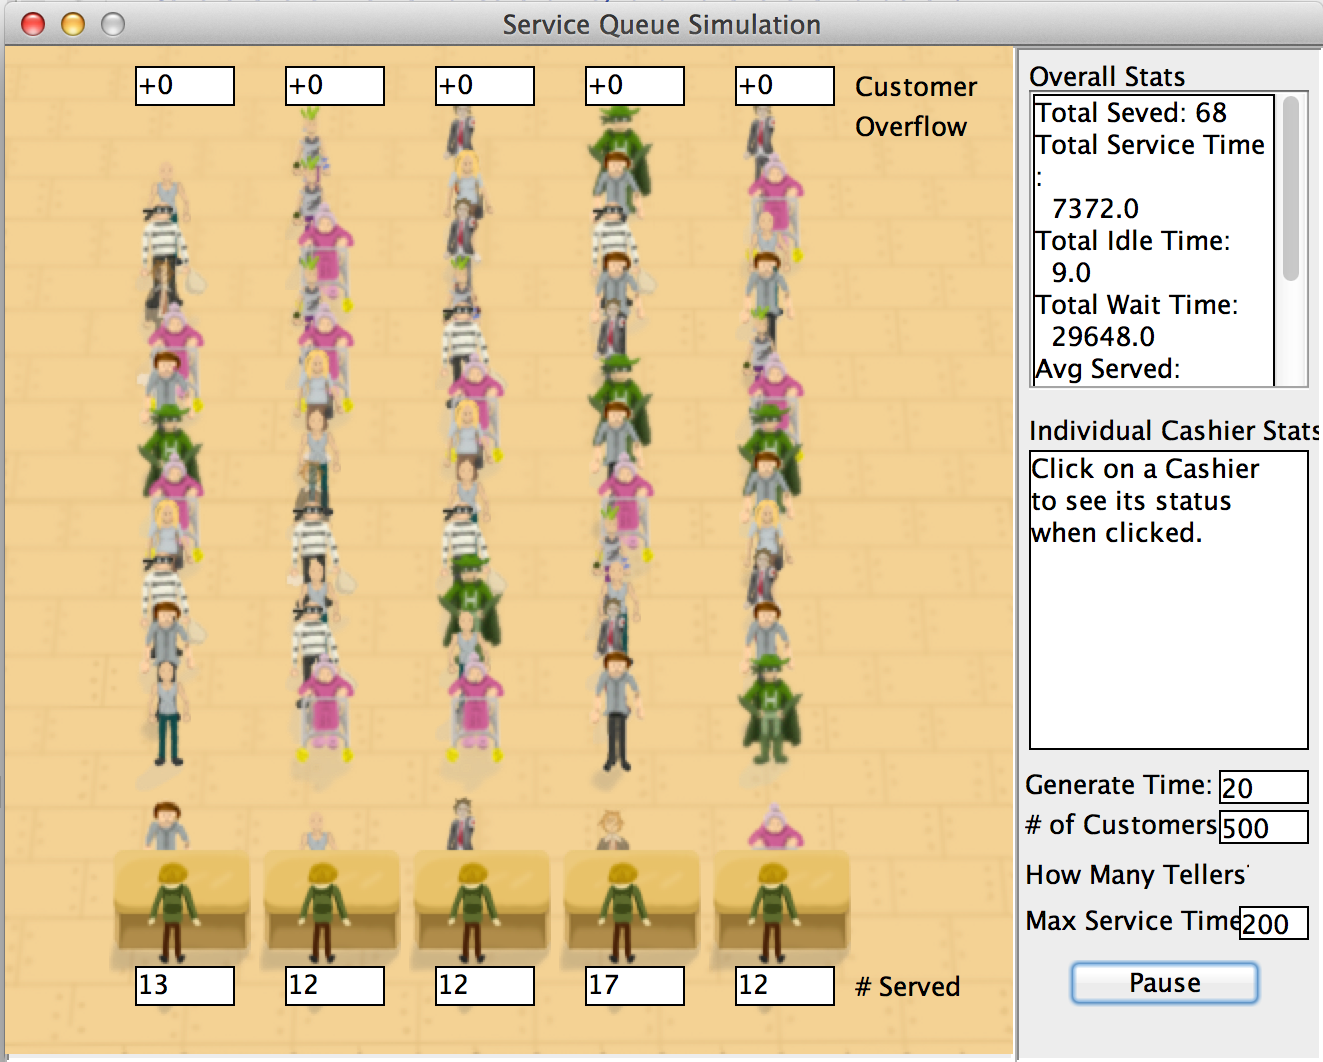 Service Queue Simulation
+0 +0 +0 +0 +0 Customer
Overflow
13 12 12 17 12 # Served
Overall Stats
Total Seved: 68
Total Service Time
:
7372.0
Total Idle Time:
9.0
Total Wait Time:
29648.0
Avg Served:
Individual Cashier Stats
Click on a Cashier
to see its status
when clicked.
Generate Time: 20
# of Customers 500
How Many Tellers
Max Service Time 200
Pause